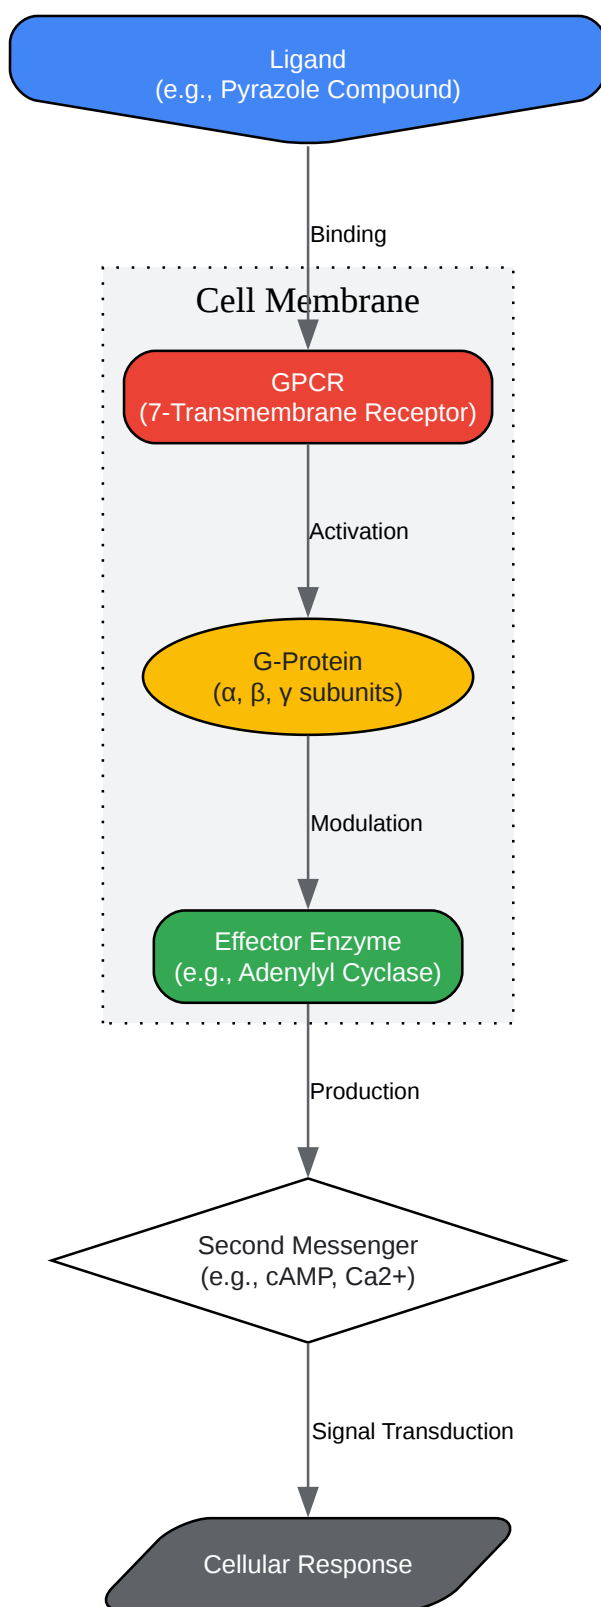 Ligand
(e.g., Pyrazole Compound)
Binding
Cell Membrane
GPCR
(7-Transmembrane Receptor)
Activation
G-Protein
(α, β, γ subunits)
Modulation
Effector Enzyme
(e.g., Adenylyl Cyclase)
Production
Second Messenger
(e.g., cAMP, Ca2+)
Signal Transduction
Cellular Response